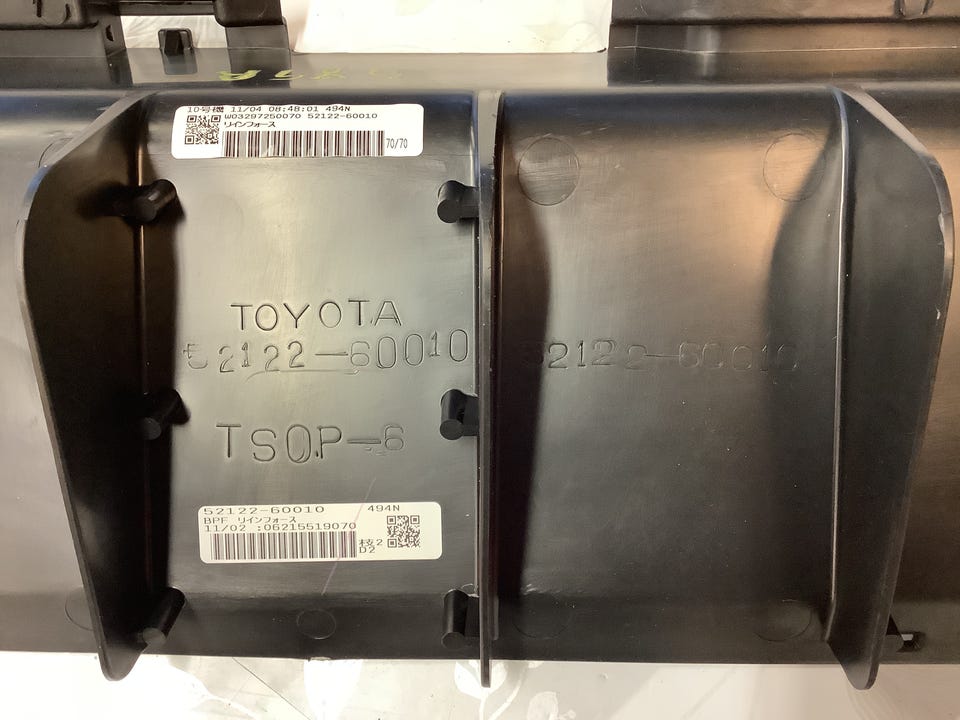 10号機 11/04 08:48:01 494N
W03297250070 52122-60010
リインフォース
70/70
TOYOTA
52122-60010
TSOP-6
52122-60010
52122-60010 494N
BPF リインフォース
11/02 :06215519070
枝2
D2